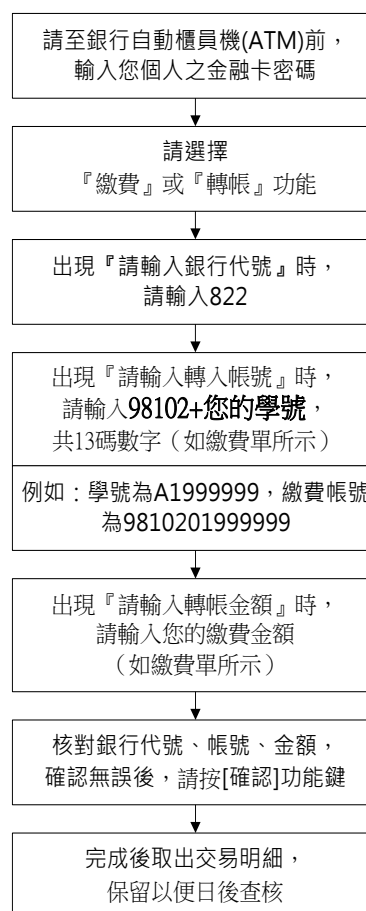 請至銀行自動櫃員機(ATM)前，
輸入您個人之金融卡密碼
請選擇
『繳費』或『轉帳』功能
出現『請輸入銀行代號』時，
請輸入822
出現『請輸入轉入帳號』時，
請輸入98102+您的學號，
共13碼數字（如繳費單所示）
例如：學號為A1999999，繳費帳號
為9810201999999
出現『請輸入轉帳金額』時，
請輸入您的繳費金額
（如繳費單所示）
核對銀行代號、帳號、金額，
確認無誤後，請按[確認]功能鍵
完成後取出交易明細，
保留以便日後查核